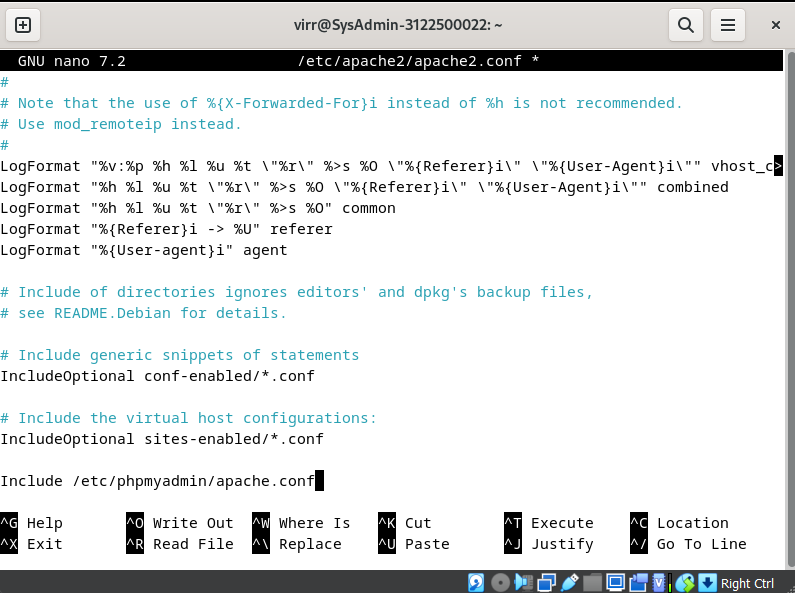 virr@SysAdmin-3122500022: ~
GNU nano 7.2 /etc/apache2/apache2.conf *
#
# Note that the use of %{X-Forwarded-For}i instead of %h is not recommended.
# Use mod_remoteip instead.
#
LogFormat "%v:%p %h %l %u %t \"%r\" %>s %O \"%{Referer}i\" \"%{User-Agent}i\"" vhost_c>
LogFormat "%h %l %u %t \"%r\" %>s %O \"%{Referer}i\" \"%{User-Agent}i\"" combined
LogFormat "%h %l %u %t \"%r\" %>s %O" common
LogFormat "%{Referer}i -> %U" referer
LogFormat "%{User-agent}i" agent
# Include of directories ignores editors' and dpkg's backup files,
# see README.Debian for details.
# Include generic snippets of statements
IncludeOptional conf-enabled/*.conf
# Include the virtual host configurations:
IncludeOptional sites-enabled/*.conf
Include /etc/phpmyadmin/apache.conf
^G Help ^O Write Out ^W Where Is ^K Cut ^T Execute ^C Location
^X Exit ^R Read File ^\ Replace ^U Paste ^J Justify ^/ Go To Line
Right Ctrl